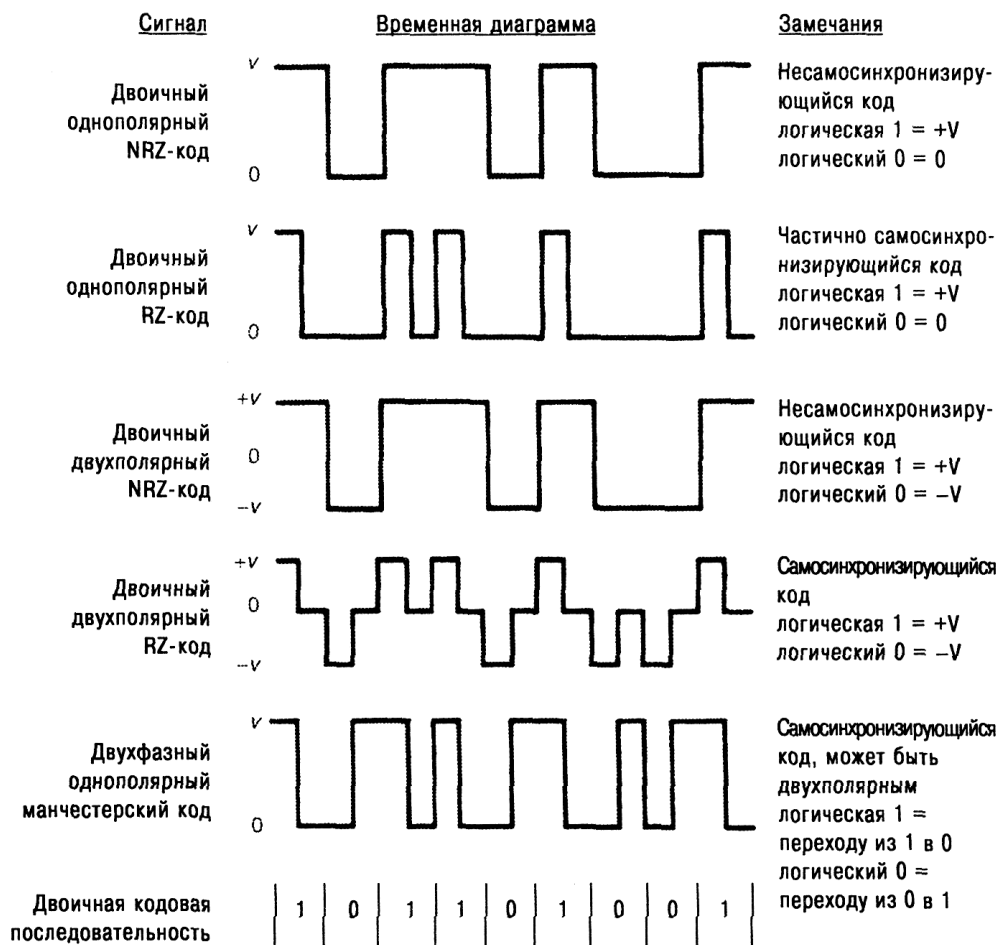 Сигнал Временная диаграмма Замечания
Двоичный
однополярный
NRZ-код
V
0
Несамосинхронизиру-
ющийся код
логическая 1 = +V
логический 0 = 0
Двоичный
однополярный
RZ-код
V
0
Частично самосинхро-
низирующийся код
логическая 1 = +V
логический 0 = 0
Двоичный
двухполярный
NRZ-код
+V
0
−V
Несамосинхронизиру-
ющийся код
логическая 1 = +V
логический 0 = −V
Двоичный
двухполярный
RZ-код
+V
0
−V
Самосинхронизирующийся
код
логическая 1 = +V
логический 0 = −V
Двухфазный
однополярный
манчестерский код
V
0
Самосинхронизирующийся
код, может быть
двухполярным
логическая 1 =
переходу из 1 в 0
логический 0 =
переходу из 0 в 1
Двоичная кодовая
последовательность
1 0 1 1 0 1 0 0 1